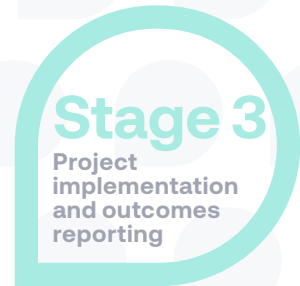 Stage 3
Project
implementation
and outcomes
reporting